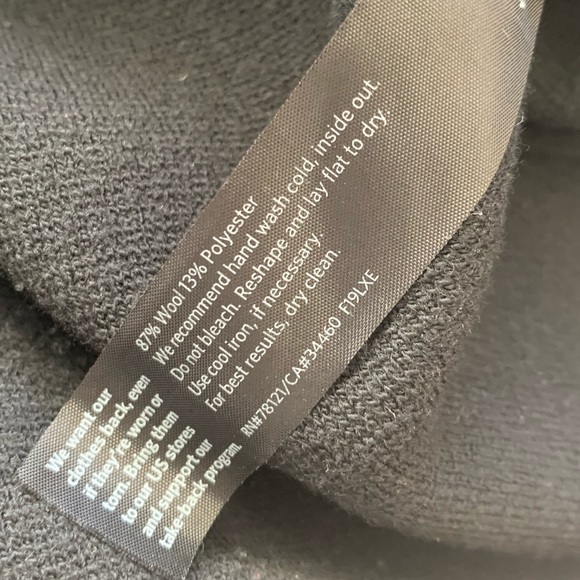 87% Wool 13% Polyester
We recommend hand wash cold, inside out.
Do not bleach. Reshape and lay flat to dry.
Use cool iron, if necessary.
For best results, dry clean.
RN#78121/CA#34460 F19LXE
We want our
clothes back, even
if they're worn or
torn. Bring them
to our US stores
and support our
take-back program.